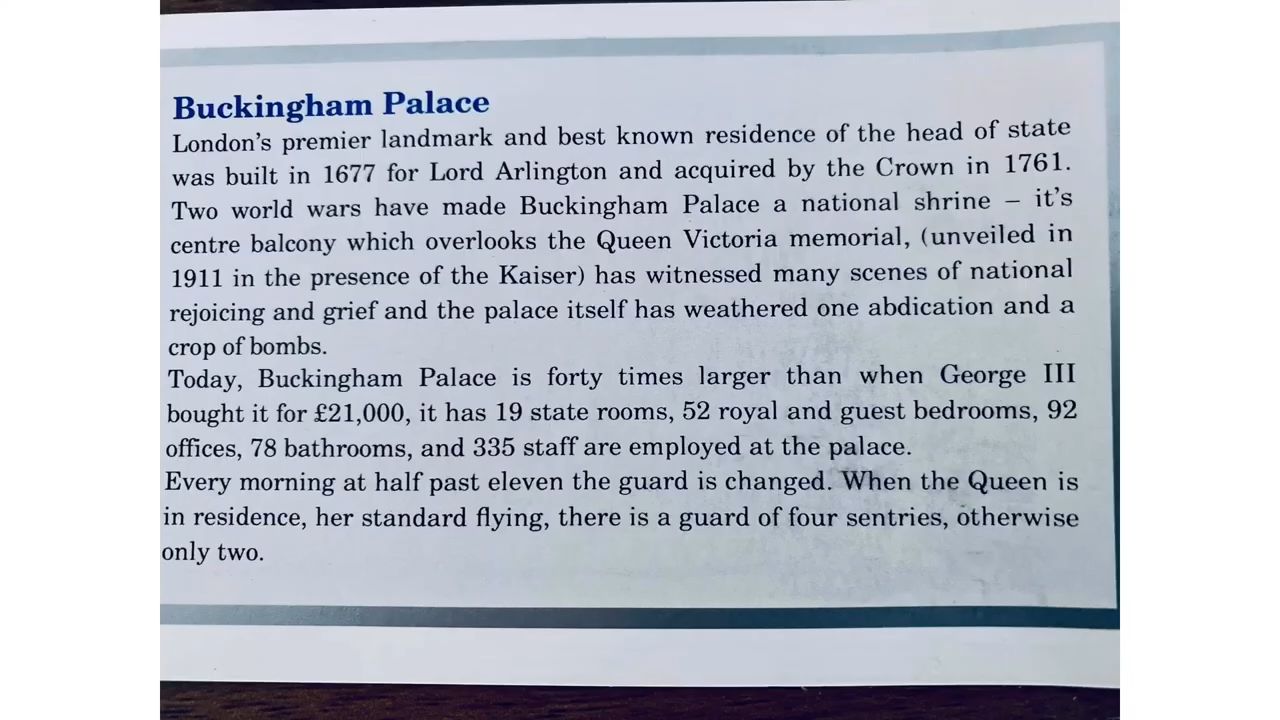 Buckingham Palace
London's premier landmark and best known residence of the head of state
was built in 1677 for Lord Arlington and acquired by the Crown in 1761.
Two world wars have made Buckingham Palace a national shrine – it's
centre balcony which overlooks the Queen Victoria memorial, (unveiled in
1911 in the presence of the Kaiser) has witnessed many scenes of national
rejoicing and grief and the palace itself has weathered one abdication and a
crop of bombs.
Today, Buckingham Palace is forty times larger than when George III
bought it for £21,000, it has 19 state rooms, 52 royal and guest bedrooms, 92
offices, 78 bathrooms, and 335 staff are employed at the palace.
Every morning at half past eleven the guard is changed. When the Queen is
in residence, her standard flying, there is a guard of four sentries, otherwise
only two.